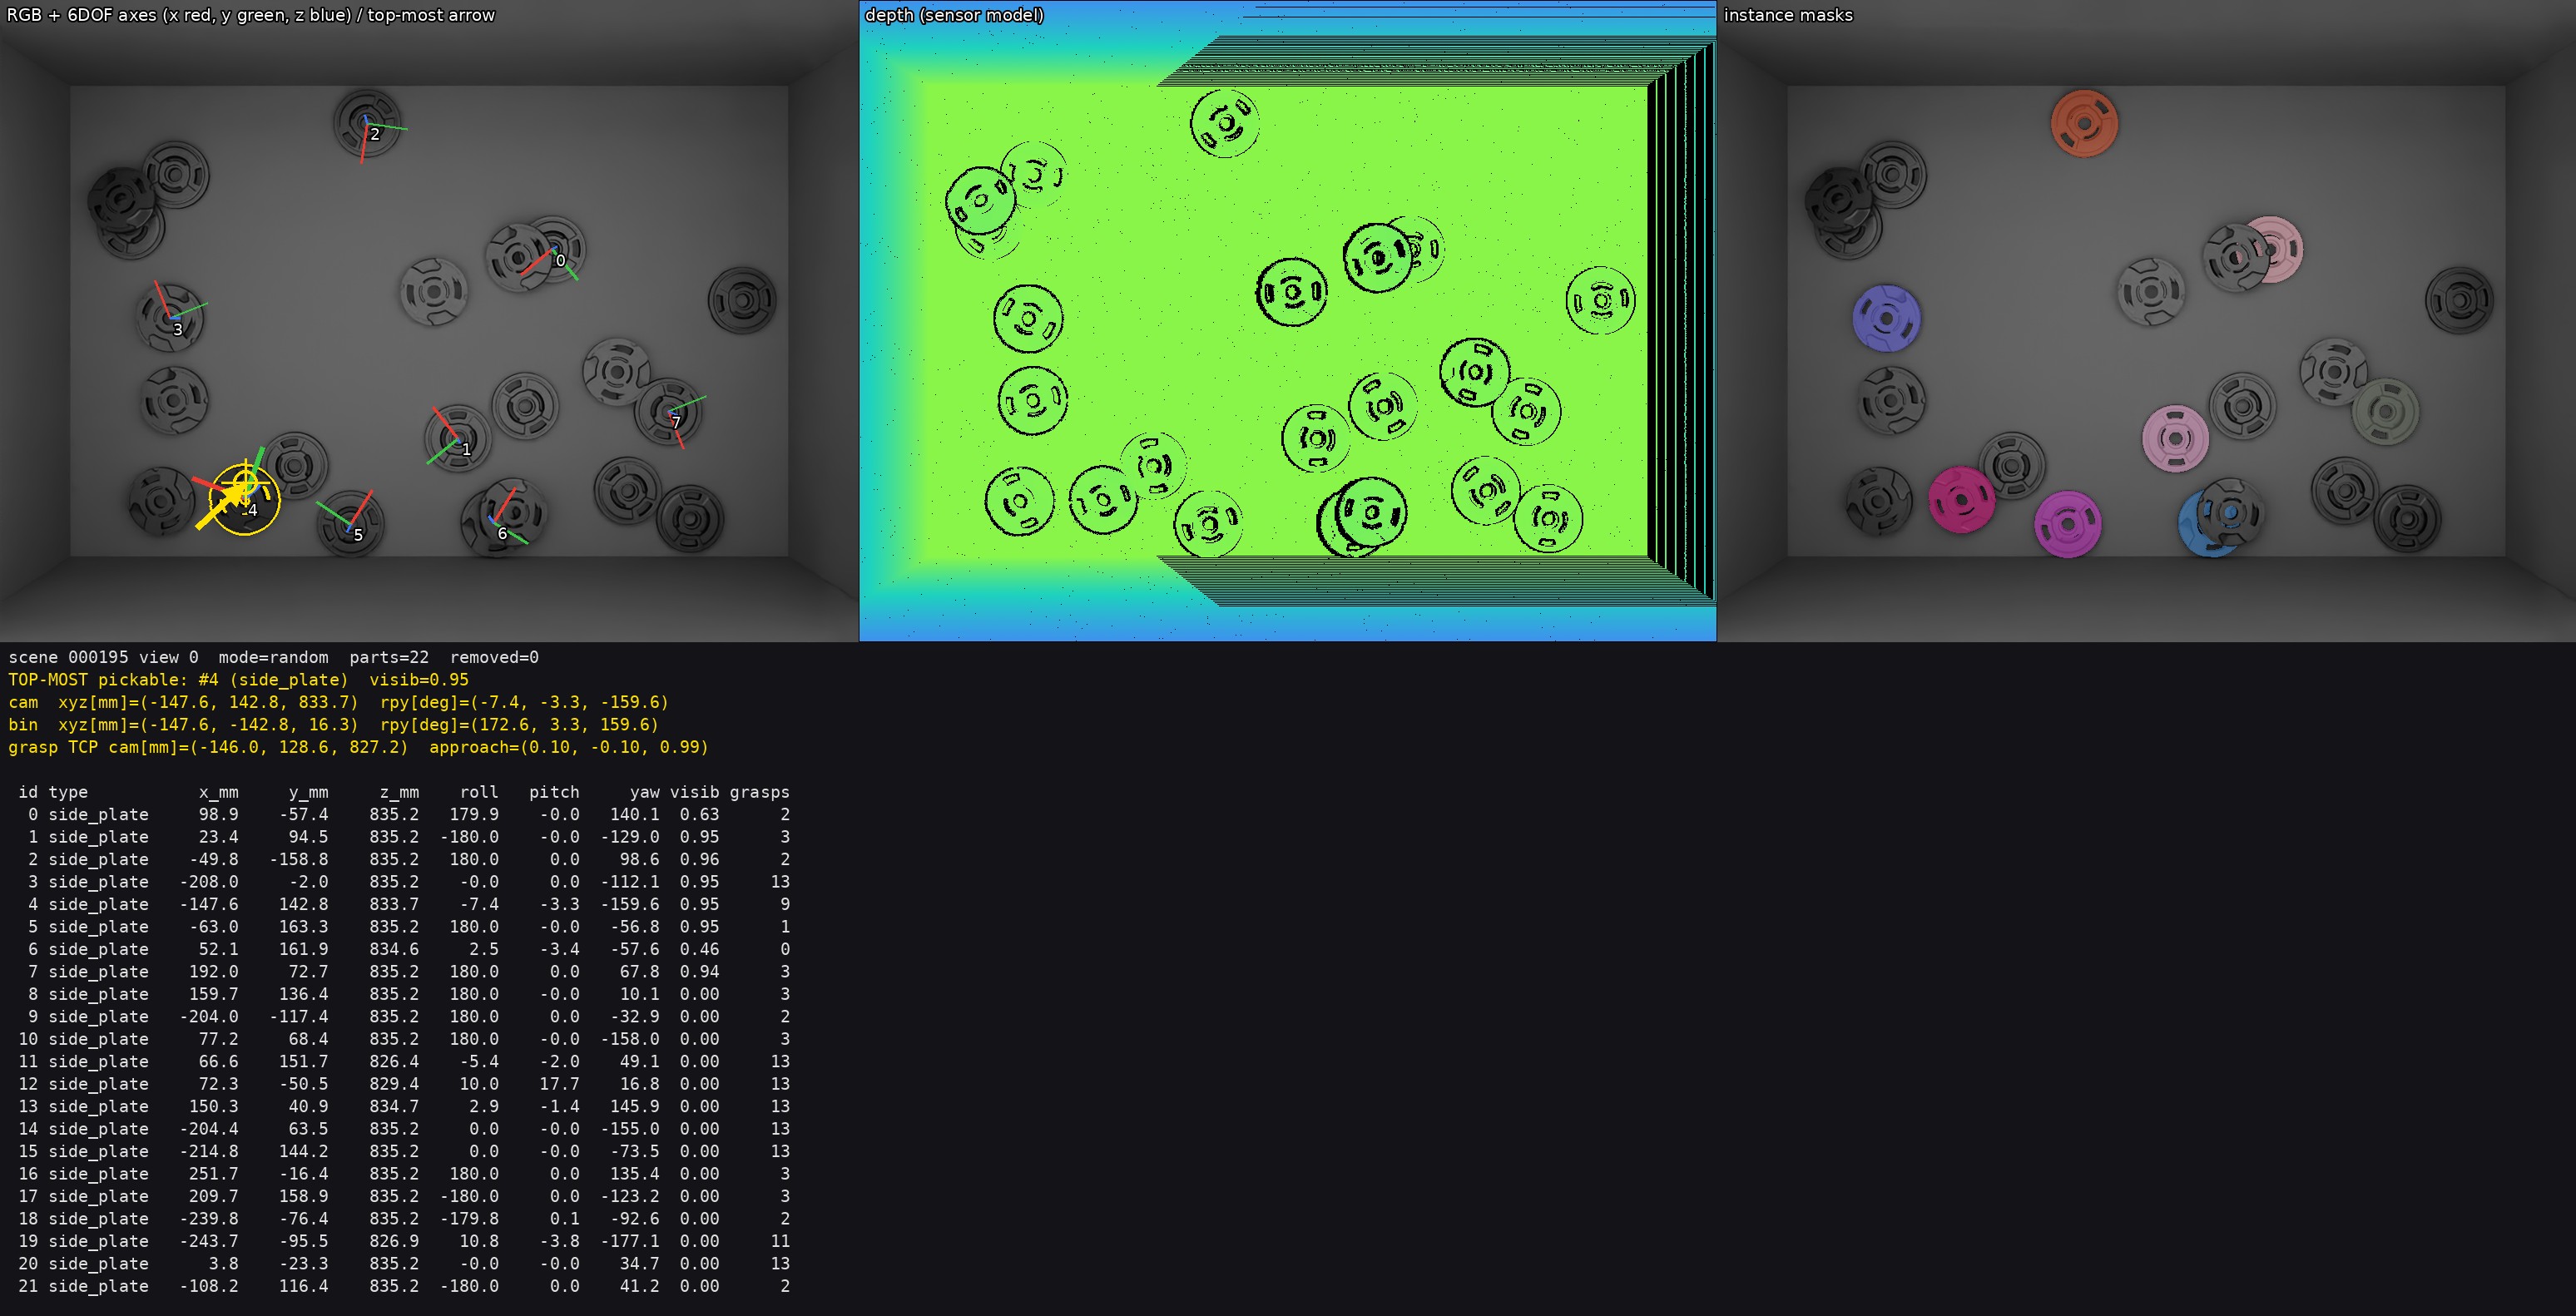 RGB + 6DOF axes (x red, y green, z blue) / top-most arrow
depth (sensor model)
instance masks
2
0
3
7
1
4
5
6
scene 000195 view 0  mode=random  parts=22  removed=0
TOP-MOST pickable: #4 (side_plate)  visib=0.95
cam  xyz[mm]=(-147.6, 142.8, 833.7)  rpy[deg]=(-7.4, -3.3, -159.6)
bin  xyz[mm]=(-147.6, -142.8, 16.3)  rpy[deg]=(172.6, 3.3, 159.6)
grasp TCP cam[mm]=(-146.0, 128.6, 827.2)  approach=(0.10, -0.10, 0.99)
id type x_mm y_mm z_mm roll pitch yaw visib grasps
0 side_plate 98.9 -57.4 835.2 179.9 -0.0 140.1 0.63 2
1 side_plate 23.4 94.5 835.2 -180.0 -0.0 -129.0 0.95 3
2 side_plate -49.8 -158.8 835.2 180.0 0.0 98.6 0.96 2
3 side_plate -208.0 -2.0 835.2 -0.0 0.0 -112.1 0.95 13
4 side_plate -147.6 142.8 833.7 -7.4 -3.3 -159.6 0.95 9
5 side_plate -63.0 163.3 835.2 180.0 -0.0 -56.8 0.95 1
6 side_plate 52.1 161.9 834.6 2.5 -3.4 -57.6 0.46 0
7 side_plate 192.0 72.7 835.2 180.0 0.0 67.8 0.94 3
8 side_plate 159.7 136.4 835.2 180.0 -0.0 10.1 0.00 3
9 side_plate -204.0 -117.4 835.2 180.0 0.0 -32.9 0.00 2
10 side_plate 77.2 68.4 835.2 180.0 -0.0 -158.0 0.00 3
11 side_plate 66.6 151.7 826.4 -5.4 -2.0 49.1 0.00 13
12 side_plate 72.3 -50.5 829.4 10.0 17.7 16.8 0.00 13
13 side_plate 150.3 40.9 834.7 2.9 -1.4 145.9 0.00 13
14 side_plate -204.4 63.5 835.2 0.0 -0.0 -155.0 0.00 13
15 side_plate -214.8 144.2 835.2 0.0 -0.0 -73.5 0.00 13
16 side_plate 251.7 -16.4 835.2 180.0 0.0 135.4 0.00 3
17 side_plate 209.7 158.9 835.2 -180.0 0.0 -123.2 0.00 3
18 side_plate -239.8 -76.4 835.2 -179.8 0.1 -92.6 0.00 2
19 side_plate -243.7 -95.5 826.9 10.8 -3.8 -177.1 0.00 11
20 side_plate 3.8 -23.3 835.2 -0.0 -0.0 34.7 0.00 13
21 side_plate -108.2 116.4 835.2 -180.0 0.0 41.2 0.00 2